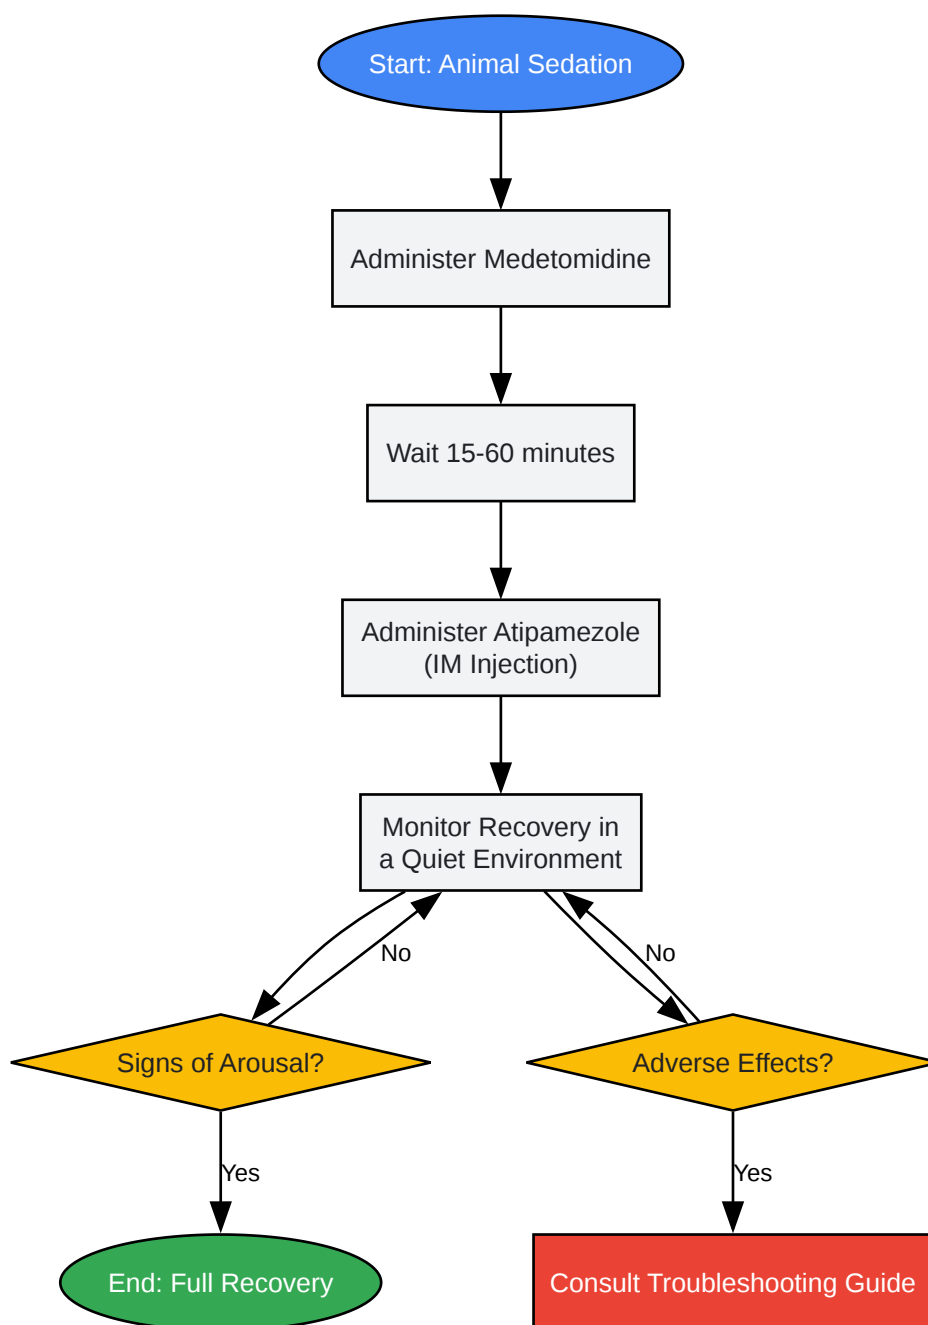 Start: Animal Sedation
Administer Medetomidine
Wait 15-60 minutes
Administer Atipamezole
(IM Injection)
Monitor Recovery in
a Quiet Environment
No
No
Signs of Arousal?
Adverse Effects?
Yes
Yes
End: Full Recovery
Consult Troubleshooting Guide